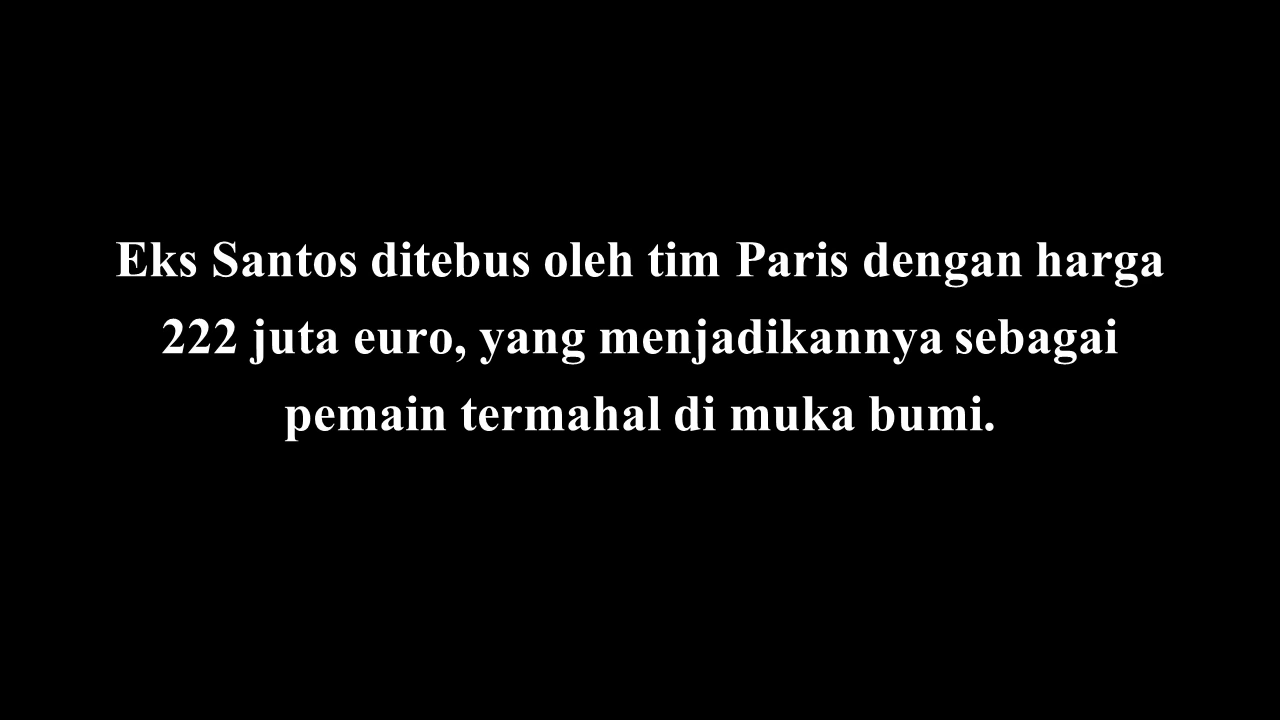 Eks Santos ditebus oleh tim Paris dengan harga
222 juta euro, yang menjadikannya sebagai
pemain termahal di muka bumi.